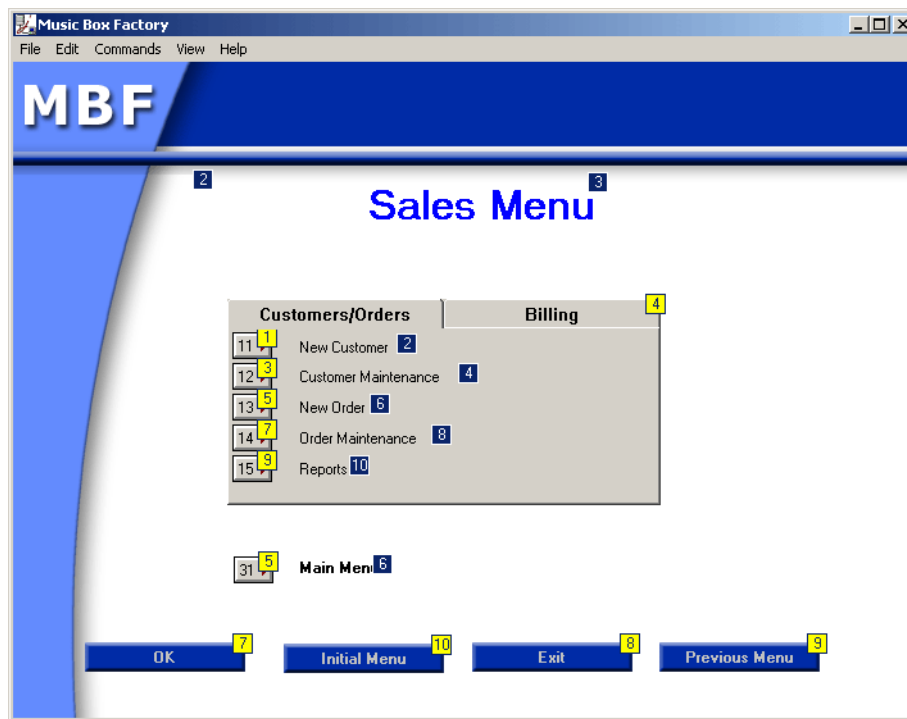 Music Box Factory
File Edit Commands View Help
MBF
2
3
Sales Menu
4
Customers/Orders Billing
11 1 New Customer 2
12 3 Customer Maintenance 4
13 5 New Order 6
14 7 Order Maintenance 8
15 9 Reports 10
31 5 Main Menu 6
7 10 8 9
OK Initial Menu Exit Previous Menu